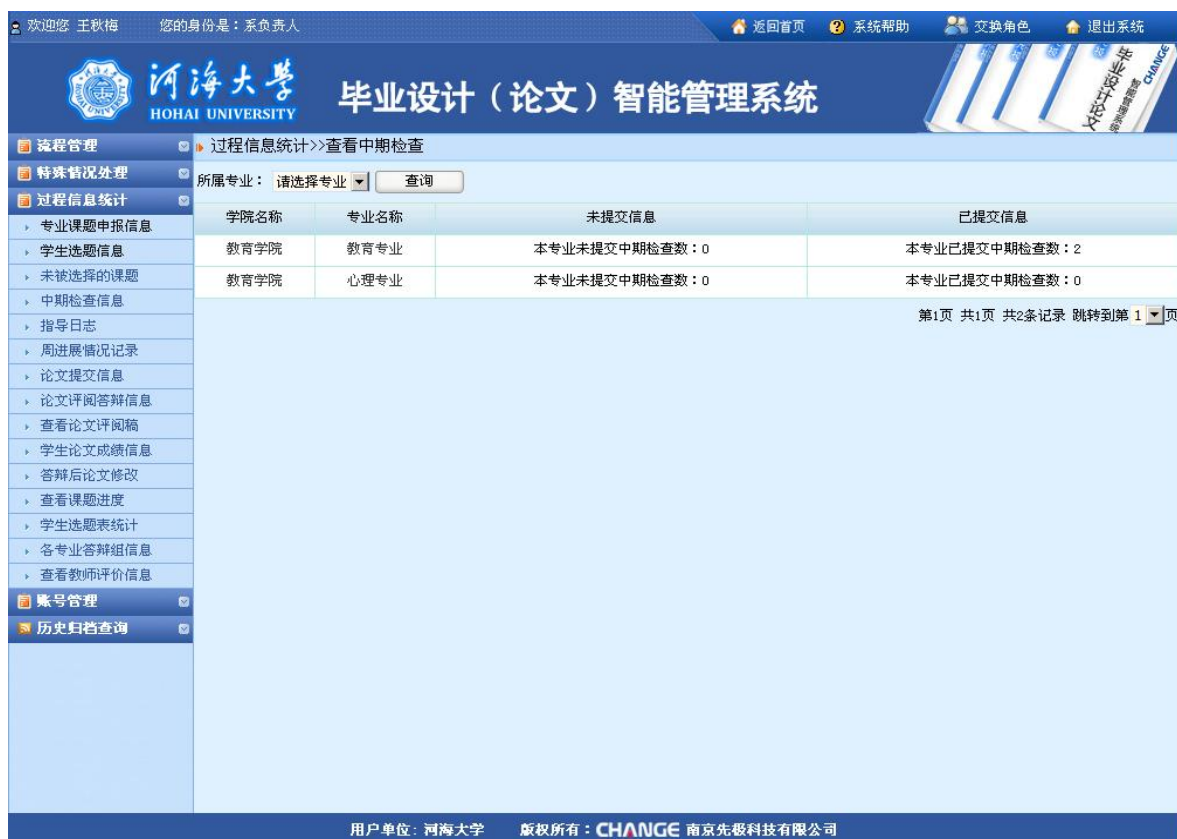 欢迎您 王秋梅 您的身份是：系负责人 返回首页 系统帮助 交换角色 退出系统
河海大学
HOHAI UNIVERSITY
毕业设计（论文）智能管理系统
毕业设计论文
智能管理系统
CHANGE
流程管理
特殊情况处理
过程信息统计
专业课题申报信息
学生选题信息
未被选择的课题
中期检查信息
指导日志
周进展情况记录
论文提交信息
论文评阅答辩信息
查看论文评阅稿
学生论文成绩信息
答辩后论文修改
查看课题进度
学生选题表统计
各专业答辩组信息
查看教师评价信息
账号管理
历史归档查询
过程信息统计>>查看中期检查
所属专业： 请选择专业 查询
学院名称 专业名称 未提交信息 已提交信息
教育学院 教育专业 本专业未提交中期检查数：0 本专业已提交中期检查数：2
教育学院 心理专业 本专业未提交中期检查数：0 本专业已提交中期检查数：0
第1页 共1页 共2条记录 跳转到第 1 页
用户单位: 河海大学 版权所有：CHANGE 南京先极科技有限公司